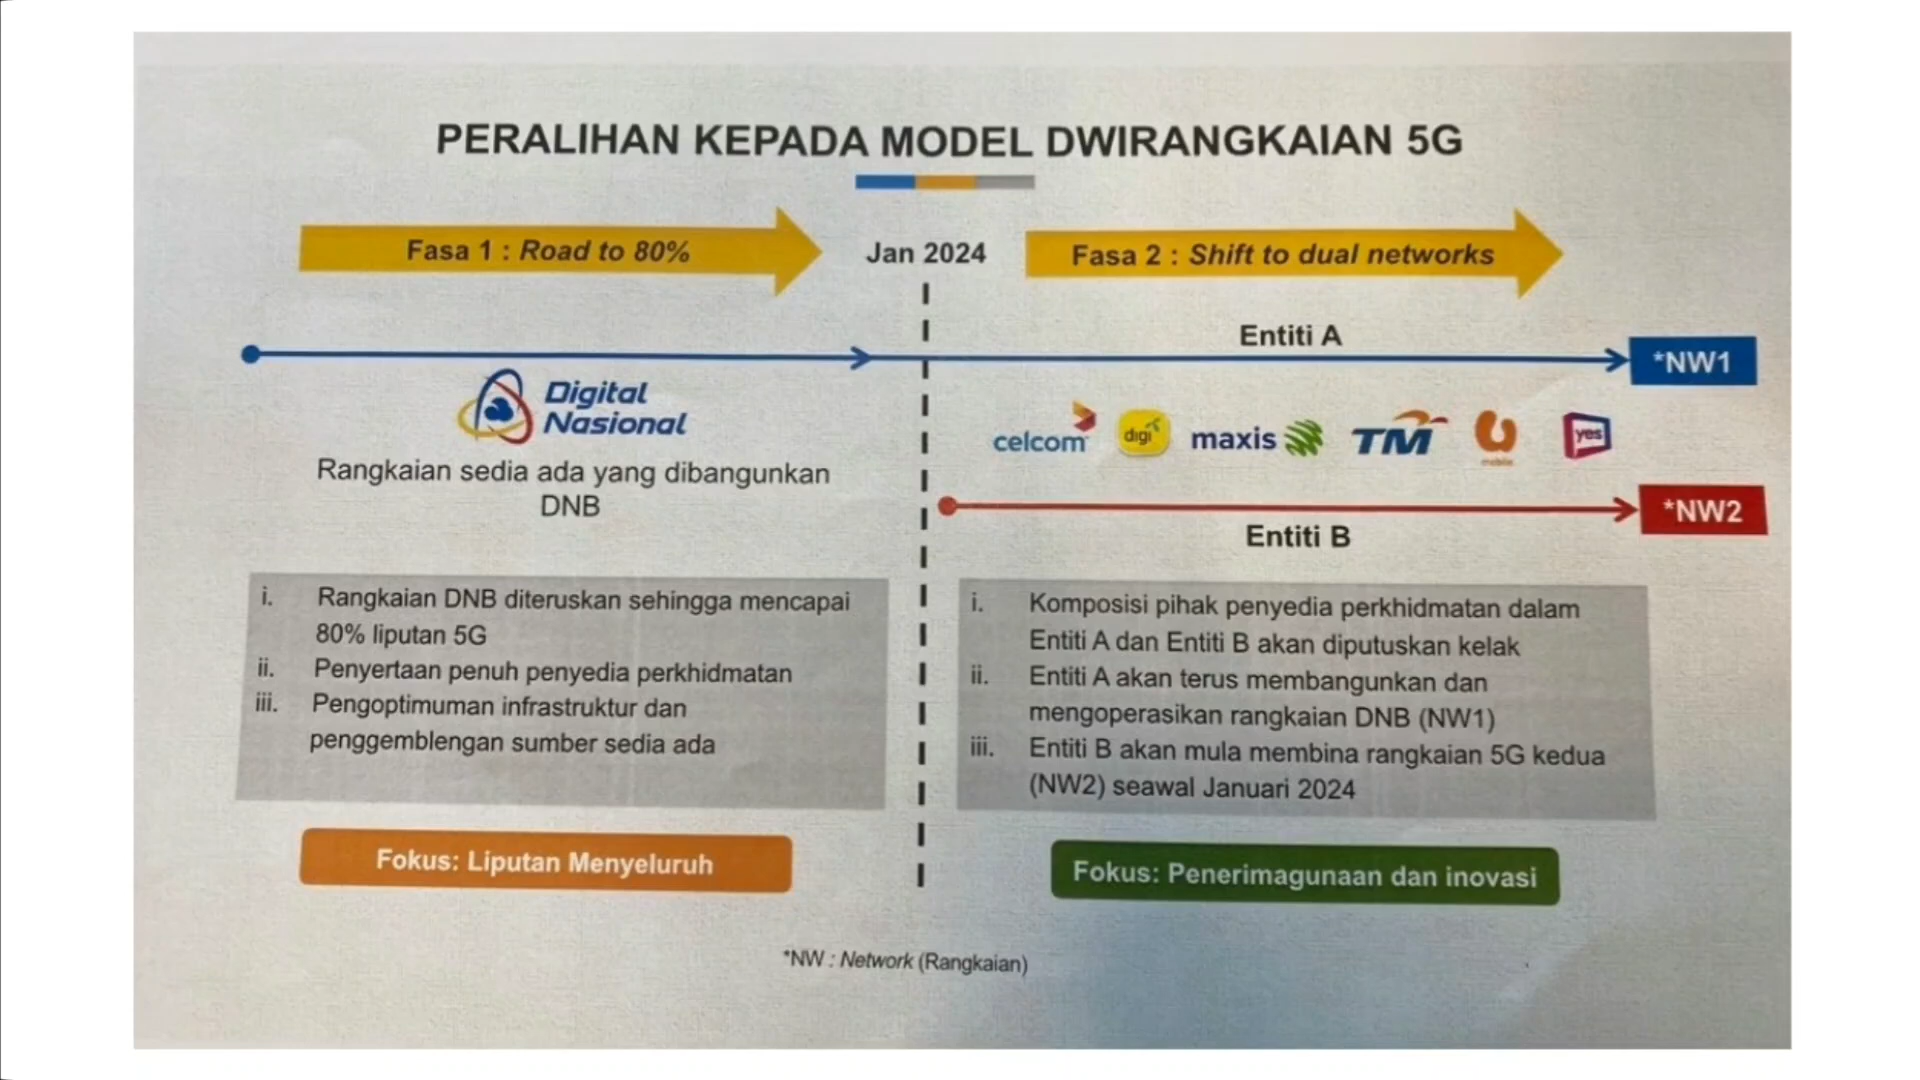 PERALIHAN KEPADA MODEL DWIRANGKAIAN 5G
Fasa 1 : Road to 80%
Jan 2024
Fasa 2 : Shift to dual networks
Entiti A
*NW1
Digital
Nasional
Rangkaian sedia ada yang dibangunkan
DNB
celcom
digi
maxis
TM
mobile
yes
*NW2
Entiti B
i. Rangkaian DNB diteruskan sehingga mencapai
80% liputan 5G
ii. Penyertaan penuh penyedia perkhidmatan
iii. Pengoptimuman infrastruktur dan
penggemblengan sumber sedia ada
i. Komposisi pihak penyedia perkhidmatan dalam
Entiti A dan Entiti B akan diputuskan kelak
ii. Entiti A akan terus membangunkan dan
mengoperasikan rangkaian DNB (NW1)
iii. Entiti B akan mula membina rangkaian 5G kedua
(NW2) seawal Januari 2024
Fokus: Liputan Menyeluruh
Fokus: Penerimagunaan dan inovasi
*NW : Network (Rangkaian)